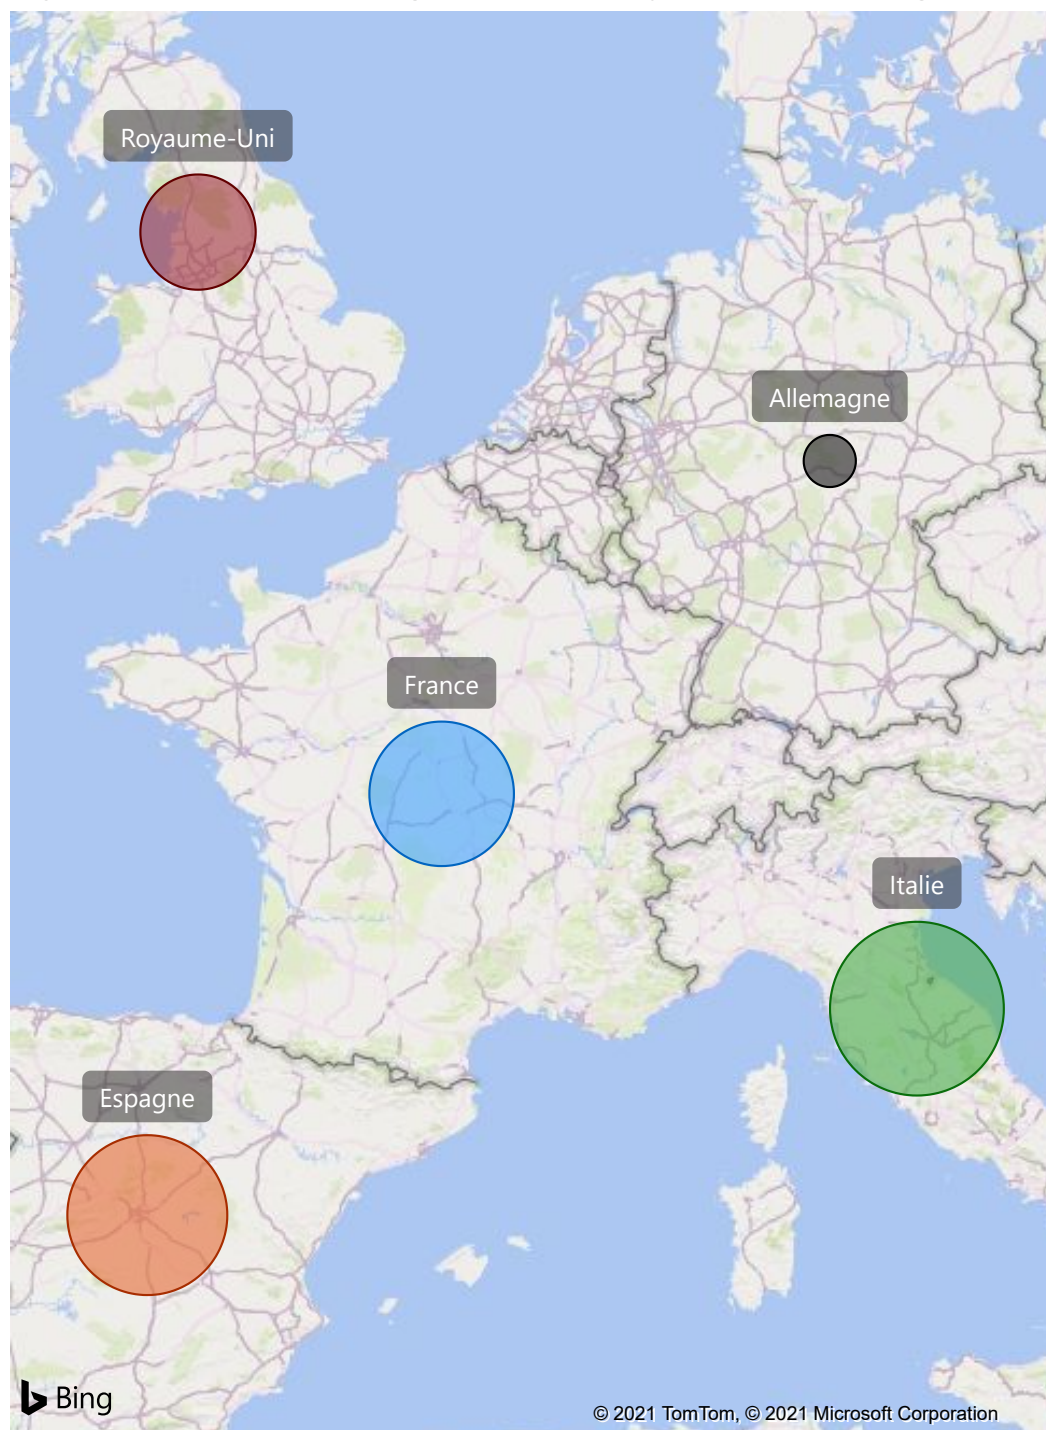 Royaume-Uni
Allemagne
France
Italie
Espagne
Bing
© 2021 TomTom, © 2021 Microsoft Corporation